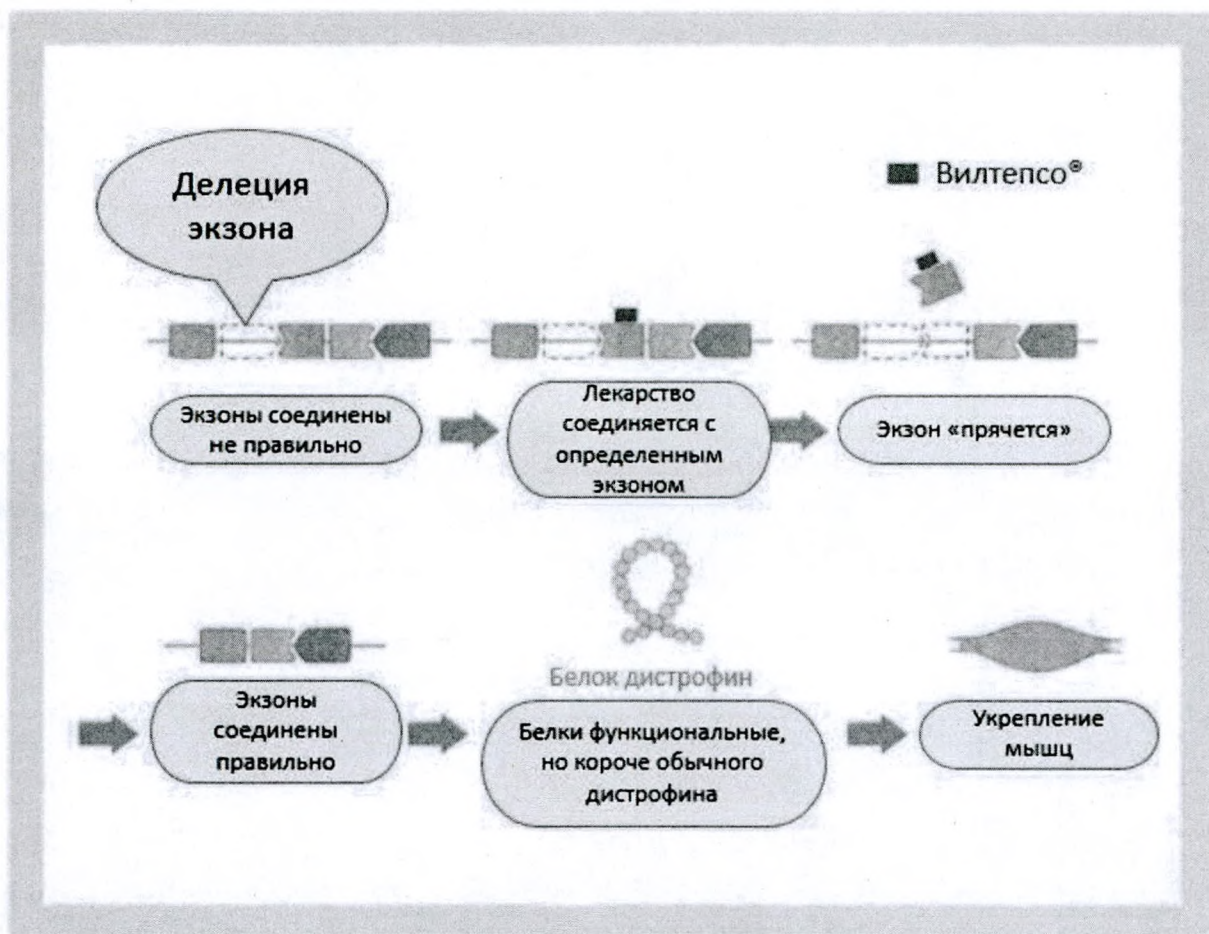 Делеция
экзона
Вилтепсо®
Экзоны соединены
не правильно
Лекарство
соединяется с
определенным
экзоном
Экзон «прячется»
Экзоны
соединены
правильно
Белок дистрофин
Белки функциональные,
но короче обычного
дистрофина
Укрепление
мышц